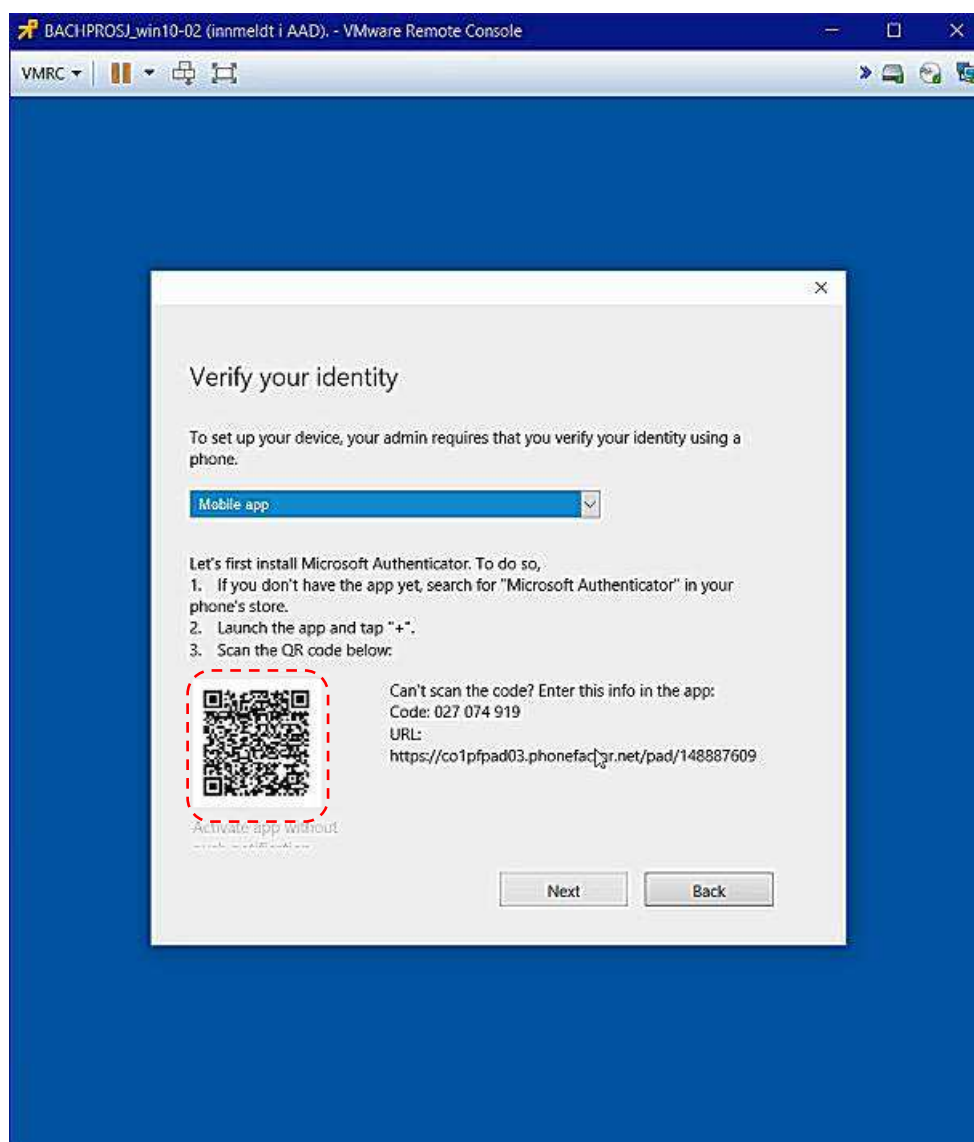 BACHPROSJ_win10-02 (innmeldt i AAD). - VMware Remote Console
VMRC
Verify your identity
To set up your device, your admin requires that you verify your identity using a
phone.
Mobile app
Let's first install Microsoft Authenticator. To do so,
1. If you don't have the app yet, search for "Microsoft Authenticator" in your
phone's store.
2. Launch the app and tap "+".
3. Scan the QR code below:
Can't scan the code? Enter this info in the app:
Code: 027 074 919
URL:
https://co1pfpad03.phonefactor.net/pad/148887609
Activate app without
push notification
Next
Back